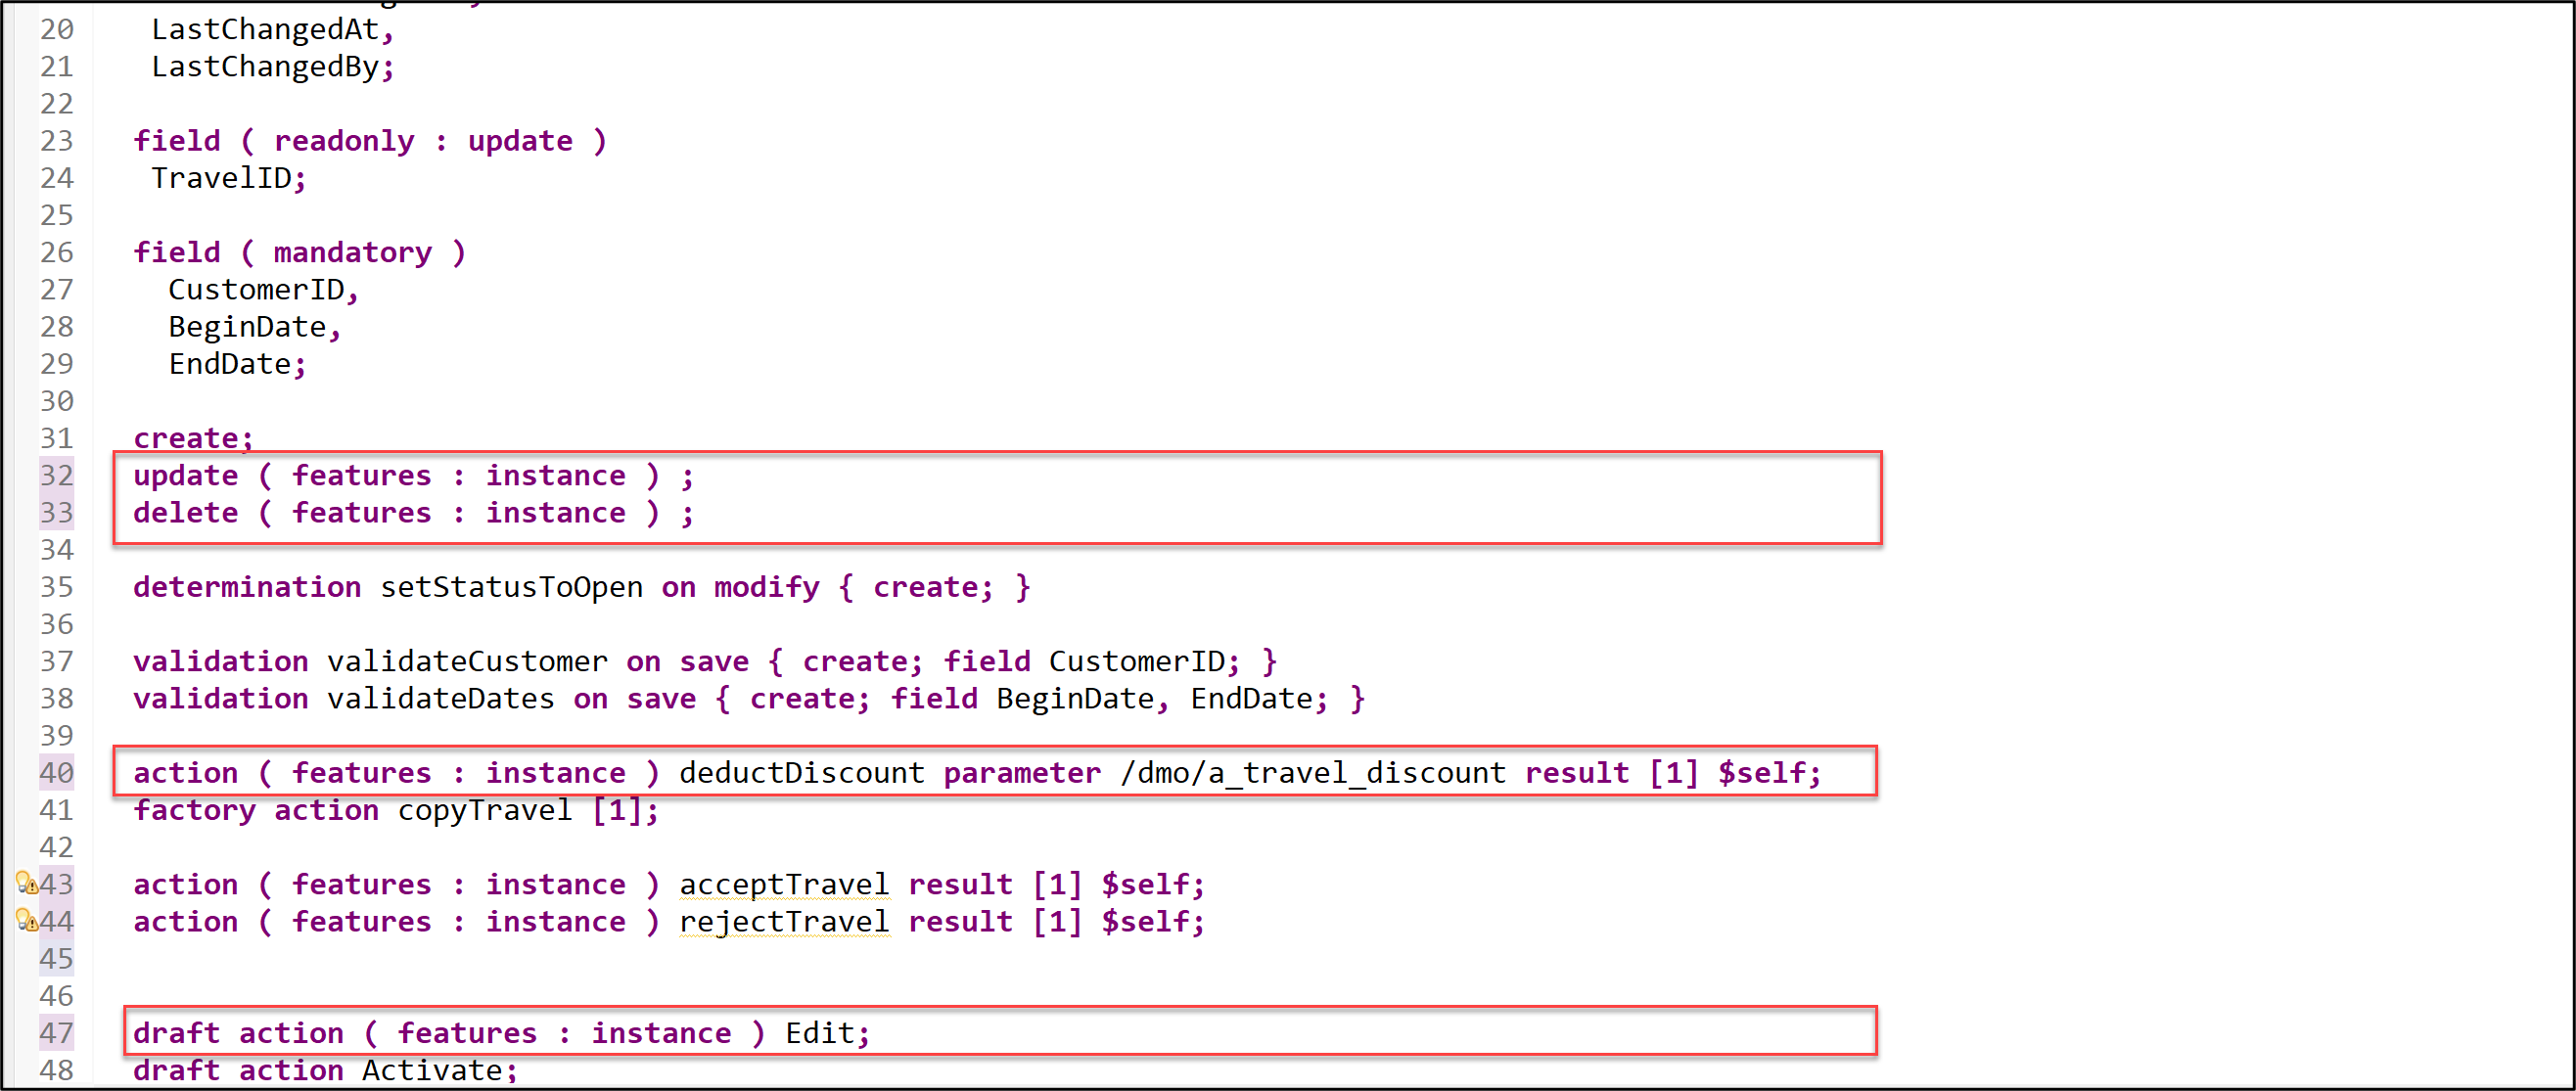 20 LastChangedAt,
21 LastChangedBy;
22
23 field ( readonly : update )
24 TravelID;
25
26 field ( mandatory )
27 CustomerID,
28 BeginDate,
29 EndDate;
30
31 create;
32 update ( features : instance ) ;
33 delete ( features : instance ) ;
34
35 determination setStatusToOpen on modify { create; }
36
37 validation validateCustomer on save { create; field CustomerID; }
38 validation validateDates on save { create; field BeginDate, EndDate; }
39
40 action ( features : instance ) deductDiscount parameter /dmo/a_travel_discount result [1] $self;
41 factory action copyTravel [1];
42
43 action ( features : instance ) acceptTravel result [1] $self;
44 action ( features : instance ) rejectTravel result [1] $self;
45
46
47 draft action ( features : instance ) Edit;
48 draft action Activate;